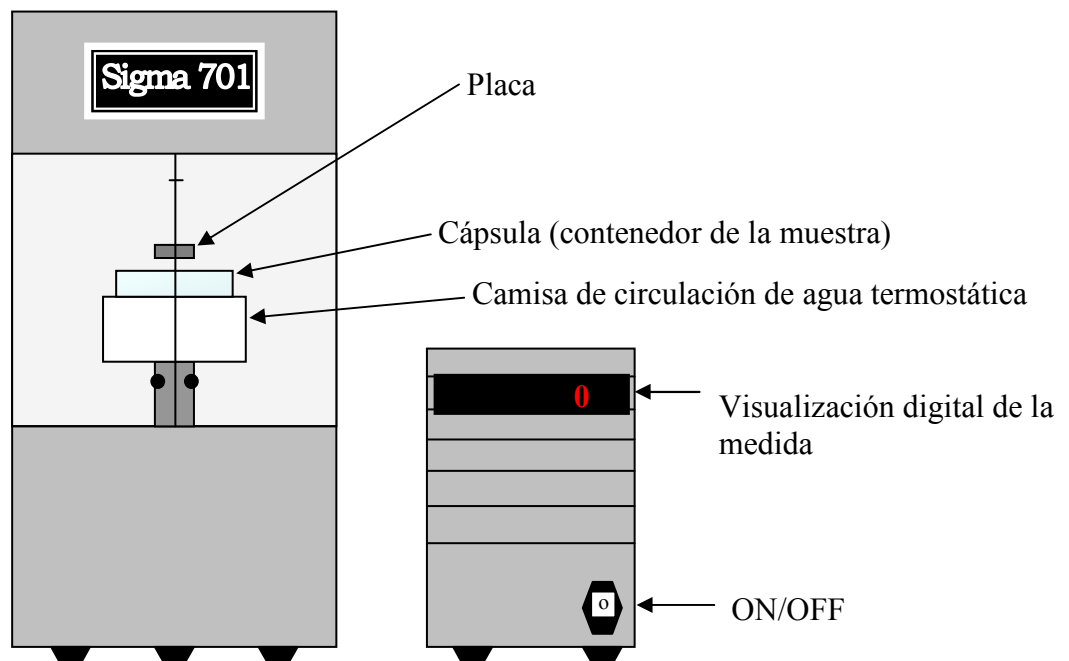 Sigma 701
Placa
Cápsula (contenedor de la muestra)
Camisa de circulación de agua termostática
0
Visualización digital de la
medida
o
ON/OFF